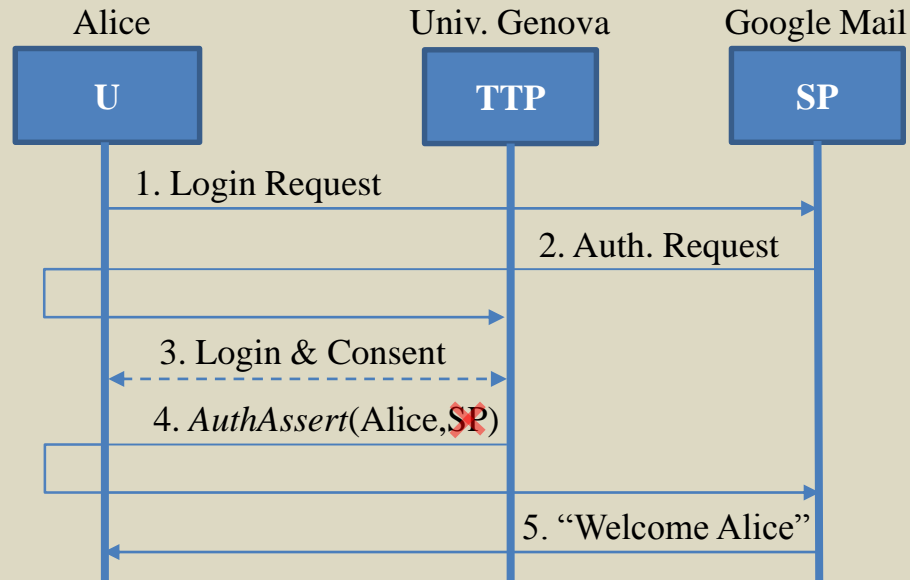 Alice
Univ. Genova
Google Mail
U
TTP
SP
1. Login Request
2. Auth. Request
3. Login & Consent
4. AuthAssert(Alice,SP)
5. “Welcome Alice”